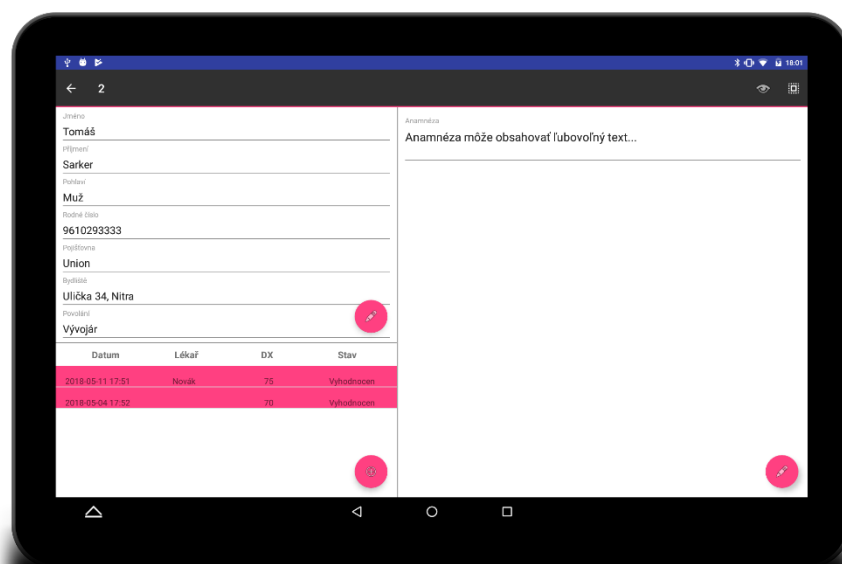 18:01
2
Jméno
Tomáš
Příjmení
Sarker
Pohlaví
Muž
Rodné číslo
9610293333
Pojišťovna
Union
Bydliště
Ulička 34, Nitra
Povolání
Vývojár
Datum Lékař DX Stav
2018-05-11 17:51 Novák 75 Vyhodnocen
2018-05-04 17:52 70 Vyhodnocen
Anamnéza
Anamnéza môže obsahovať ľubovoľný text...